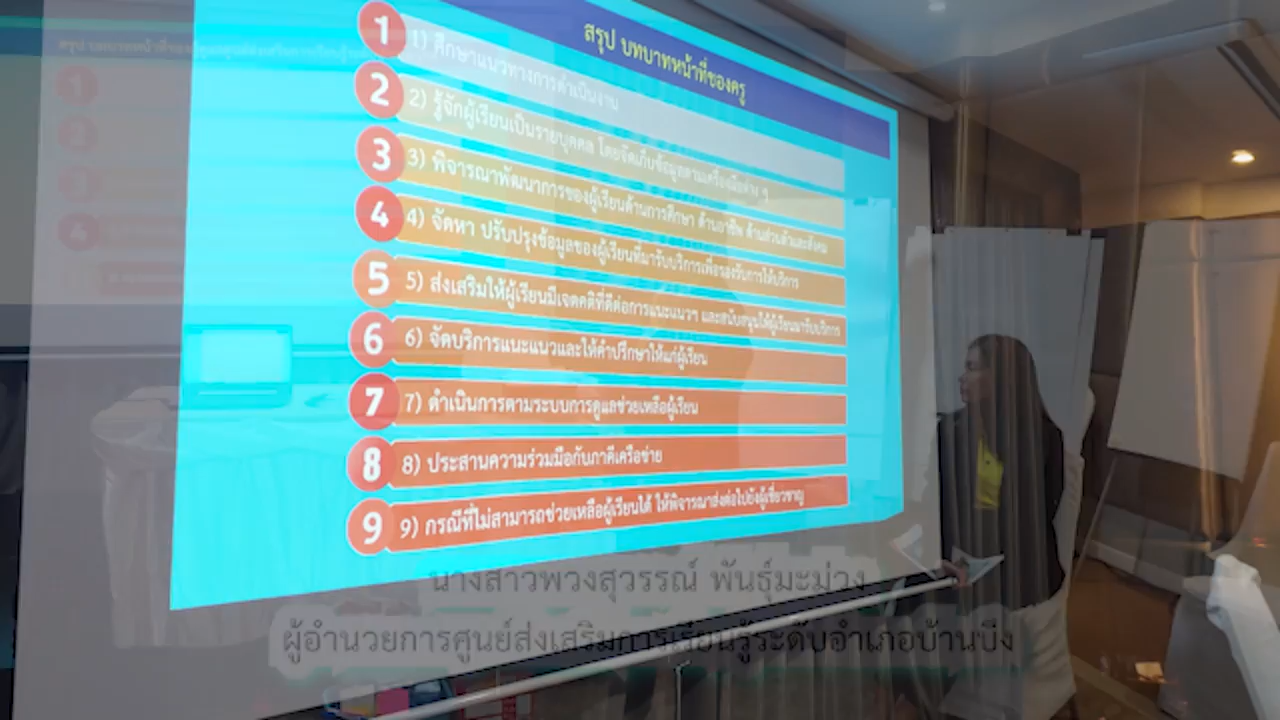 สรุป บทบาทหน้าที่ของครู
1 1) ศึกษาแนวทางการดำเนินงาน
2 2) รู้จักผู้เรียนเป็นรายบุคคล โดยจัดเก็บข้อมูลตามเครื่องมือต่าง ๆ
3 3) พิจารณาพัฒนาการของผู้เรียนด้านการศึกษา ด้านอาชีพ ด้านส่วนตัวและสังคม
4 4) จัดหา ปรับปรุงข้อมูลของผู้เรียนที่มารับบริการเพื่อรองรับการให้บริการ
5 5) ส่งเสริมให้ผู้เรียนมีเจตคติที่ดีต่อการแนะแนวฯ และสนับสนุนให้ผู้เรียนมารับบริการ
6 6) จัดบริการแนะแนวและให้คำปรึกษาให้แก่ผู้เรียน
7 7) ดำเนินการตามระบบการดูแลช่วยเหลือผู้เรียน
8 8) ประสานความร่วมมือกับภาคีเครือข่าย
9 9) กรณีที่ไม่สามารถช่วยเหลือผู้เรียนได้ ให้พิจารณาส่งต่อไปยังผู้เชี่ยวชาญ
นางสาวพวงสุวรรณ์ พันธุ์มะม่วง
ผู้อำนวยการศูนย์ส่งเสริมการเรียนรู้ระดับอำเภอบ้านบึง